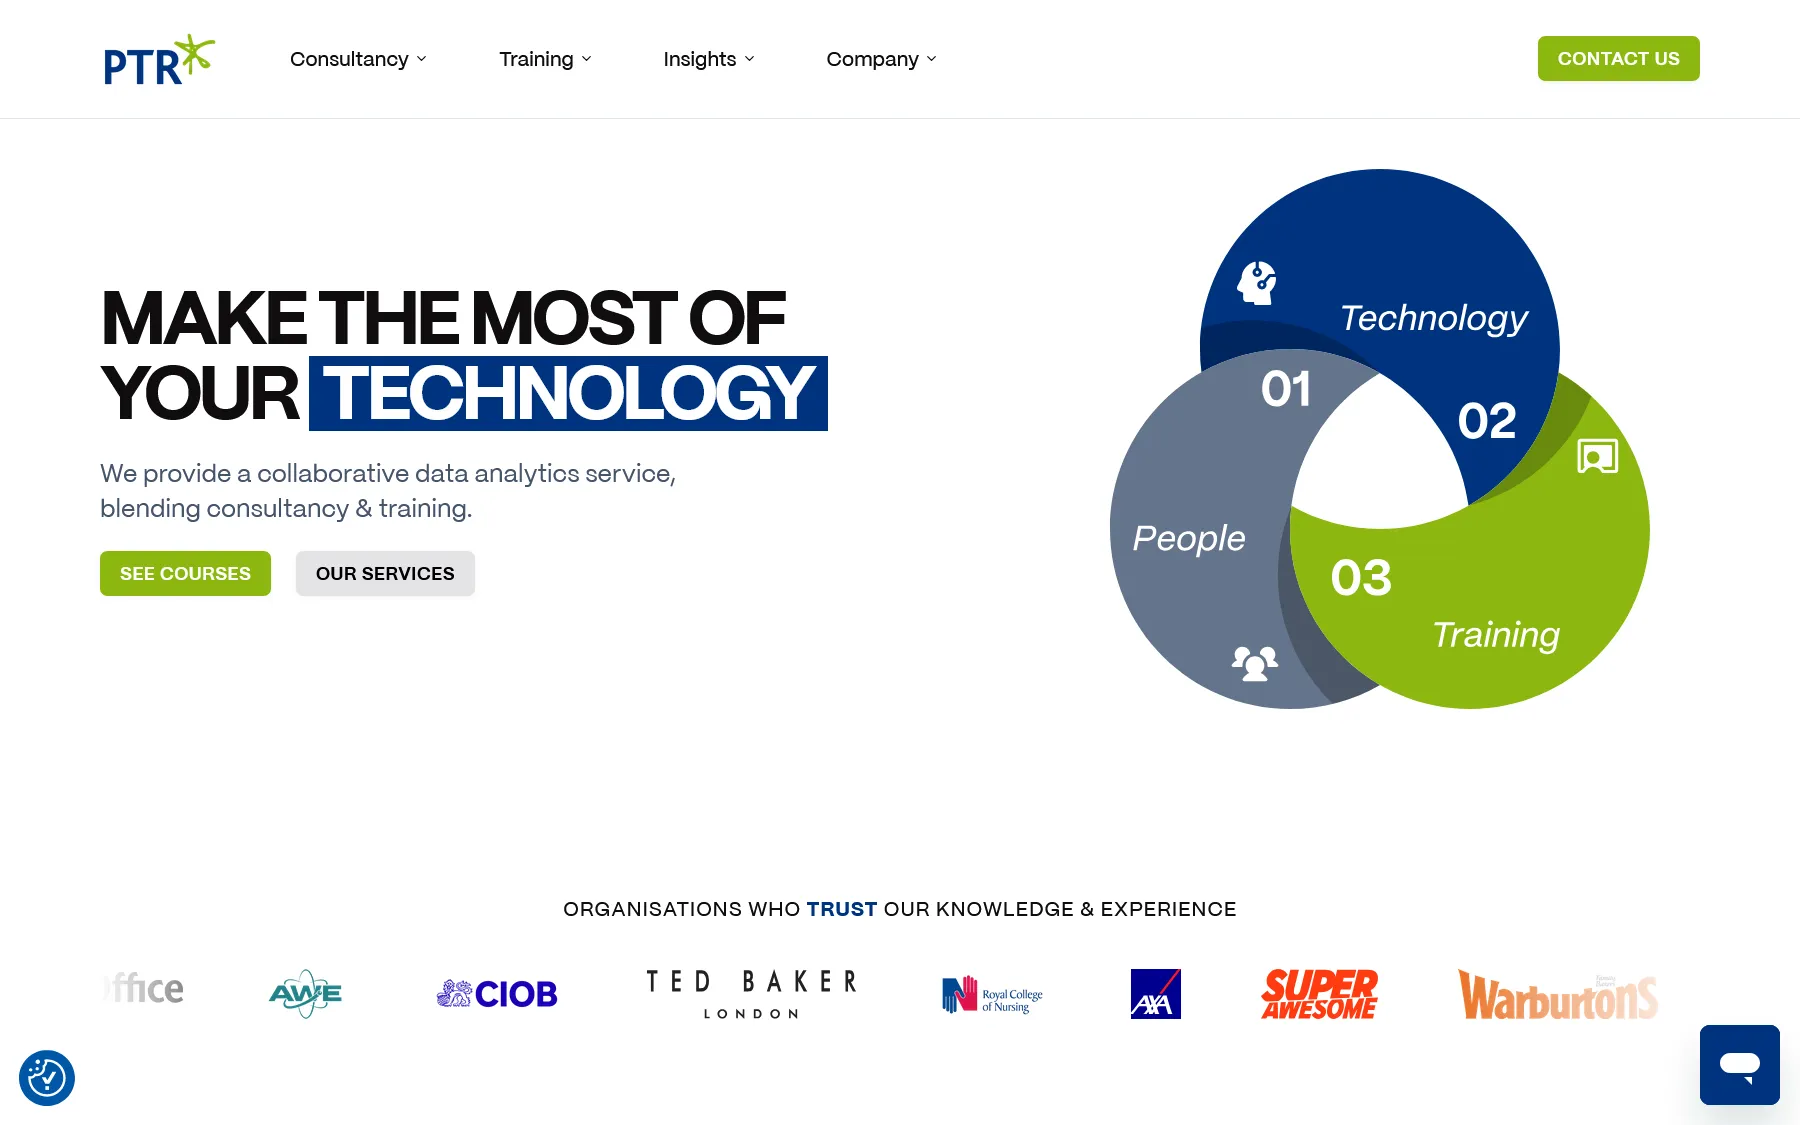 PTR
Consultancy
Training
Insights
Company
CONTACT US
MAKE THE MOST OF
YOUR TECHNOLOGY
We provide a collaborative data analytics service,
blending consultancy & training.
SEE COURSES
OUR SERVICES
Technology
01
02
People
03
Training
ORGANISATIONS WHO TRUST OUR KNOWLEDGE & EXPERIENCE
AWE
CIOB
TED BAKER
LONDON
Royal College
of Nursing
AXA
SUPER
AWESOME
Warburtons